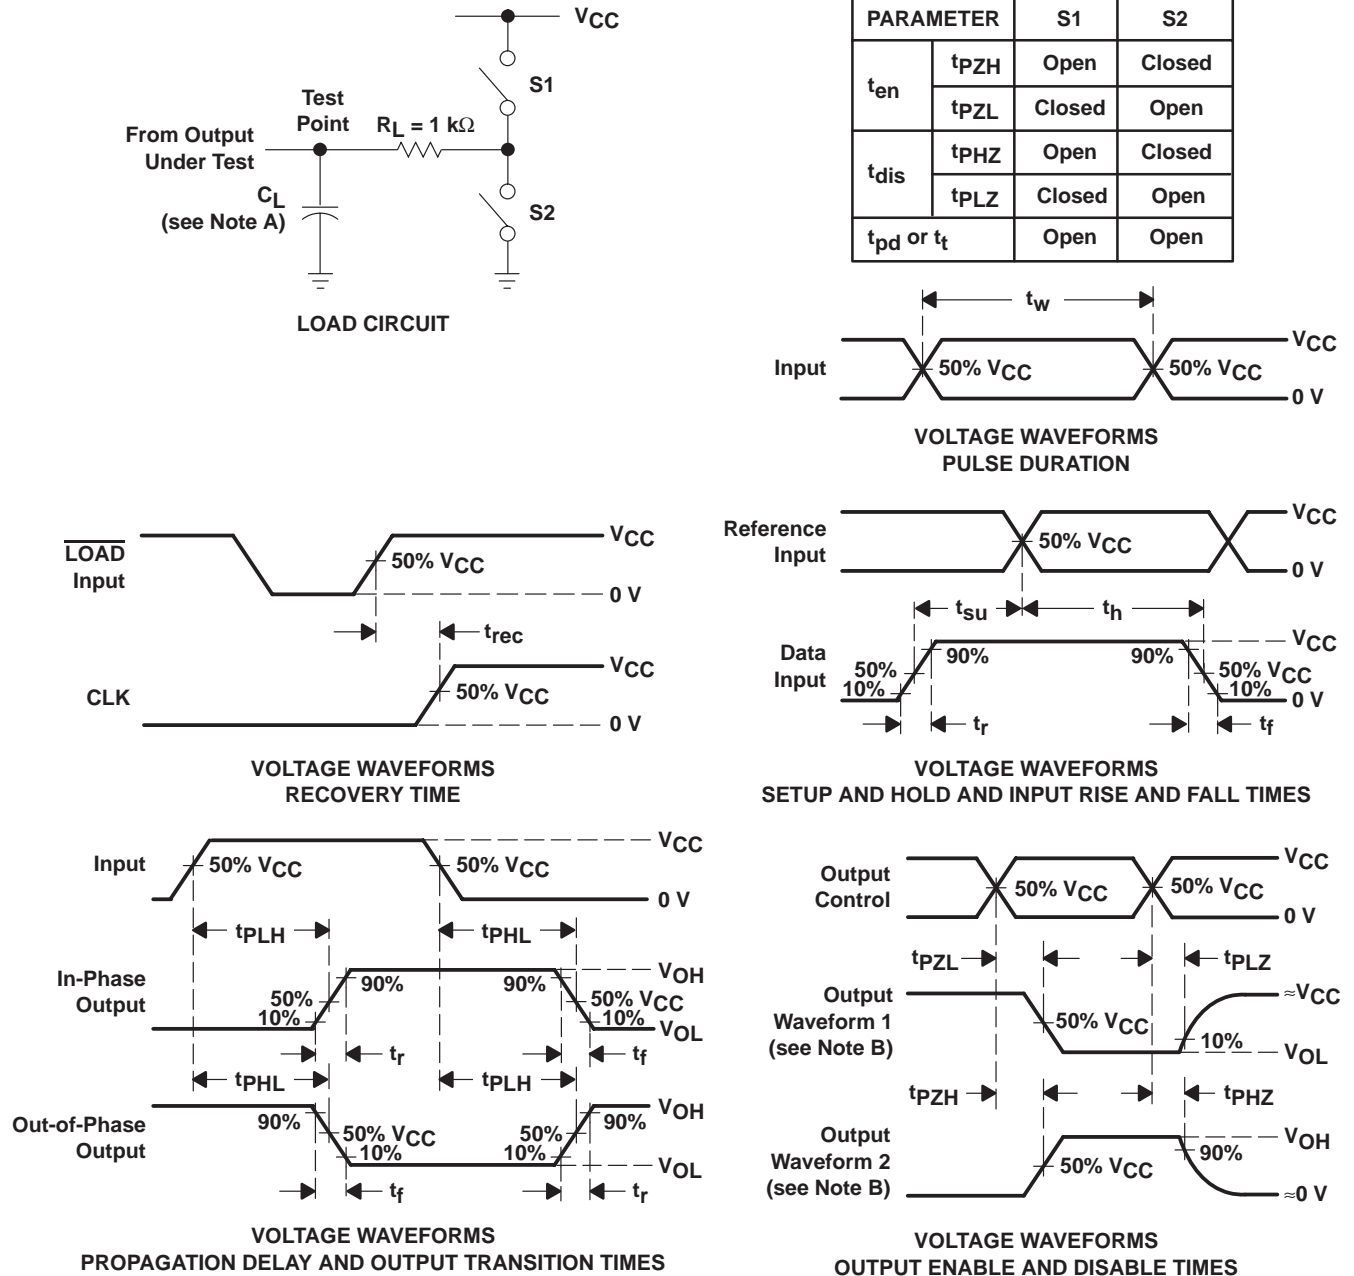 VCC
S1
Test
Point
RL = 1 kΩ
From Output
Under Test
CL
(see Note A)
S2
LOAD CIRCUIT
PARAMETER S1 S2
ten tPZH Open Closed
tPZL Closed Open
tdis tPHZ Open Closed
tPLZ Closed Open
tpd or tt Open Open
tw
VCC
Input 50% VCC 50% VCC
0 V
VOLTAGE WAVEFORMS
PULSE DURATION
LOAD
Input
VCC
50% VCC
0 V
trec
CLK
VCC
50% VCC
0 V
VOLTAGE WAVEFORMS
RECOVERY TIME
Reference
Input
VCC
50% VCC
0 V
tsu th
Data
Input
VCC
90% 90%
50% 50% VCC
10% 10%
0 V
tr tf
VOLTAGE WAVEFORMS
SETUP AND HOLD AND INPUT RISE AND FALL TIMES
VCC
Input 50% VCC 50% VCC
0 V
tPLH tPHL
In-Phase
Output
VOH
90% 90%
50% 50% VCC
10% 10%
VOL
tr tf
tPHL tPLH
Out-of-Phase
Output
VOH
90% 90%
50% VCC 50%
10% 10%
VOL
tf tr
VOLTAGE WAVEFORMS
PROPAGATION DELAY AND OUTPUT TRANSITION TIMES
Output
Control
VCC
50% VCC 50% VCC
0 V
tPZL tPLZ
Output
Waveform 1
(see Note B)
≈VCC
50% VCC
10%
VOL
tPZH tPHZ
Output
Waveform 2
(see Note B)
VOH
50% VCC
90%
≈0 V
VOLTAGE WAVEFORMS
OUTPUT ENABLE AND DISABLE TIMES